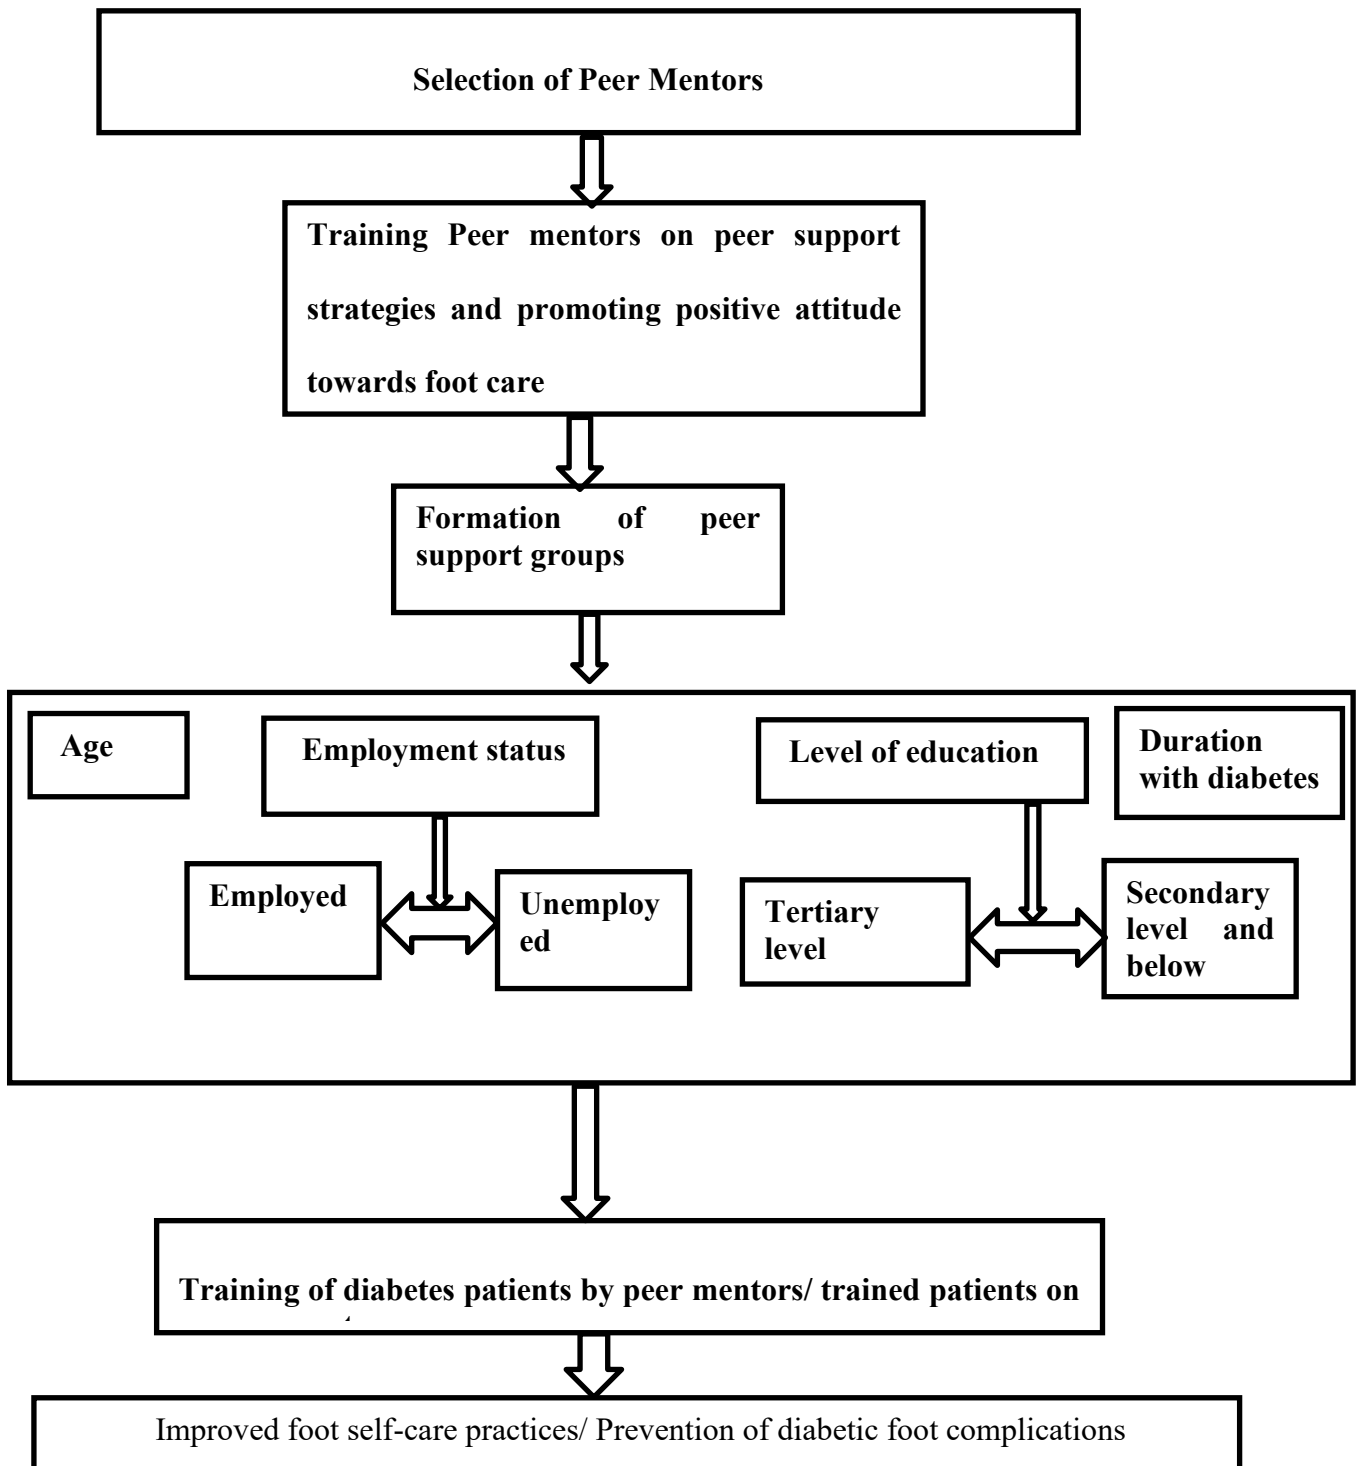 Selection of Peer Mentors
Training Peer mentors on peer support
strategies and promoting positive attitude
towards foot care
Formation of peer
support groups
Age
Employment status
Level of education
Duration
with diabetes
Employed
Unemploy
ed
Tertiary
level
Secondary
level and
below
Training of diabetes patients by peer mentors/ trained patients on
Improved foot self-care practices/ Prevention of diabetic foot complications